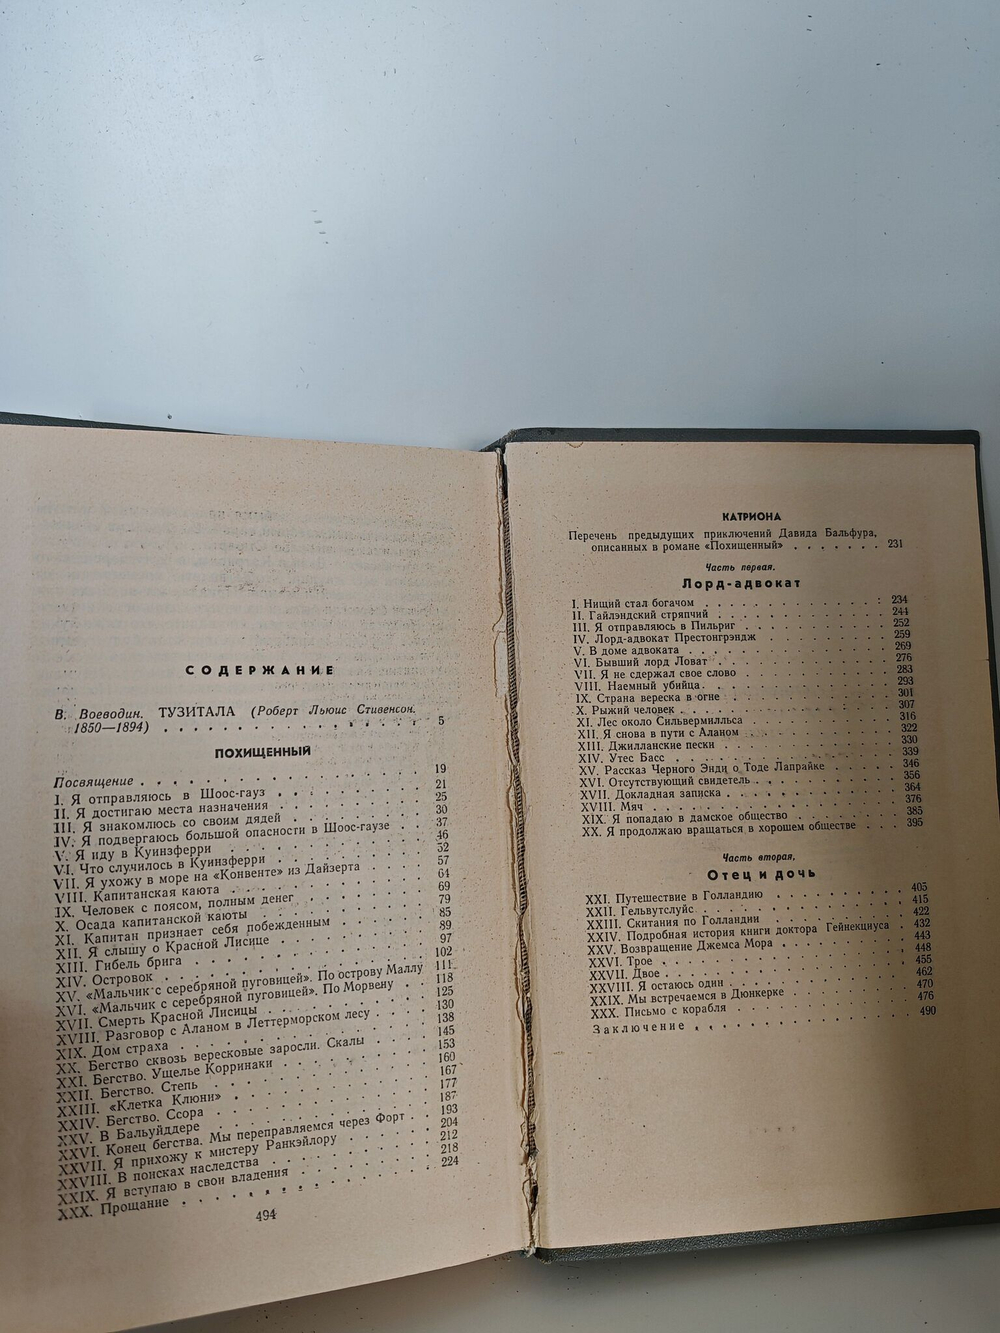 СОДЕРЖАНИЕ
В. Воеводин. ТУЗИТАЛА (Роберт Льюис Стивенсон.
1850—1894) . . . . . . . . . . . 5
ПОХИЩЕННЫЙ
Посвящение . . . . . . . . . . . 19
I. Я отправляюсь в Шоос-гауз . . . . . . 21
II. Я достигаю места назначения . . . . . . 25
III. Я знакомлюсь со своим дядей . . . . . . 30
IV. Я подвергаюсь большой опасности в Шоос-гаузе . . 37
V. Я иду в Куинзферри . . . . . . . . 46
VI. Что случилось в Куинзферри . . . . . . 52
VII. Я ухожу в море на «Конвенте» из Дайзерта . . . 57
VIII. Капитанская каюта . . . . . . . . 64
IX. Человек с поясом, полным денег . . . . . 69
X. Осада капитанской каюты . . . . . . . 79
XI. Капитан признает себя побежденным . . . . 85
XII. Я слышу о Красной Лисице . . . . . . 89
XIII. Гибель брига . . . . . . . . . . 97
XIV. Островок . . . . . . . . . . . 102
XV. «Мальчик с серебряной пуговицей». По острову Маллу 111
XVI. «Мальчик с серебряной пуговицей». По Морвену . . 118
XVII. Смерть Красной Лисицы . . . . . . . 125
XVIII. Разговор с Аланом в Леттерморском лесу . . . 130
XIX. Дом страха . . . . . . . . . . 138
XX. Бегство сквозь вересковые заросли. Скалы . . . 145
XXI. Бегство. Ущелье Корринаки . . . . . . 153
XXII. Бегство. Степь . . . . . . . . . 160
XXIII. «Клетка Клюни» . . . . . . . . . 167
XXIV. Бегство. Ссора . . . . . . . . . 177
XXV. В Бальуйддере . . . . . . . . . 187
XXVI. Конец бегства. Мы переправляемся через Форт . . 193
XXVII. Я прихожу к мистеру Ранкэйлору . . . . . 204
XXVIII. В поисках наследства . . . . . . . 212
XXIX. Я вступаю в свои владения . . . . . . 218
XXX. Прощание . . . . . . . . . . . 224
494
КАТРИОНА
Перечень предыдущих приключений Давида Бальфура,
описанных в романе «Похищенный» . . . . . . . 231
Часть первая.
Лорд-адвокат
I. Нищий стал богачом . . . . . . . . . . 234
II. Гайлэндский стряпчий . . . . . . . . . 244
III. Я отправляюсь в Пильриг . . . . . . . . 252
IV. Лорд-адвокат Престонгрэндж . . . . . . . 259
V. В доме адвоката . . . . . . . . . . 269
VI. Бывший лорд Ловат . . . . . . . . . 276
VII. Я не сдержал свое слово . . . . . . . . 283
VIII. Наемный убийца . . . . . . . . . . 293
IX. Страна вереска в огне . . . . . . . . . 301
X. Рыжий человек . . . . . . . . . . . 307
XI. Лес около Сильвермилльса . . . . . . . . 316
XII. Я снова в пути с Аланом . . . . . . . . 322
XIII. Джилланские пески . . . . . . . . . 330
XIV. Утес Басс . . . . . . . . . . . . 339
XV. Рассказ Черного Энди о Тоде Лапрайке . . . . 346
XVI. Отсутствующий свидетель . . . . . . . . 356
XVII. Докладная записка . . . . . . . . . 364
XVIII. Мяч . . . . . . . . . . . . . 376
XIX. Я попадаю в дамское общество . . . . . . 385
XX. Я продолжаю вращаться в хорошем обществе . . . 395
Часть вторая.
Отец и дочь
XXI. Путешествие в Голландию . . . . . . . . 405
XXII. Гельвутслуйс . . . . . . . . . . . 415
XXIII. Скитания по Голландии . . . . . . . . 422
XXIV. Подробная история книги доктора Гейнекциуса . 432
XXV. Возвращение Джемса Мора . . . . . . . 443
XXVI. Трое . . . . . . . . . . . . . 448
XXVII. Двое . . . . . . . . . . . . . 455
XXVIII. Я остаюсь один . . . . . . . . . . 462
XXIX. Мы встречаемся в Дюнкерке . . . . . . . 470
XXX. Письмо с корабля . . . . . . . . . . 476
Заключение . . . . . . . . . . . . 490